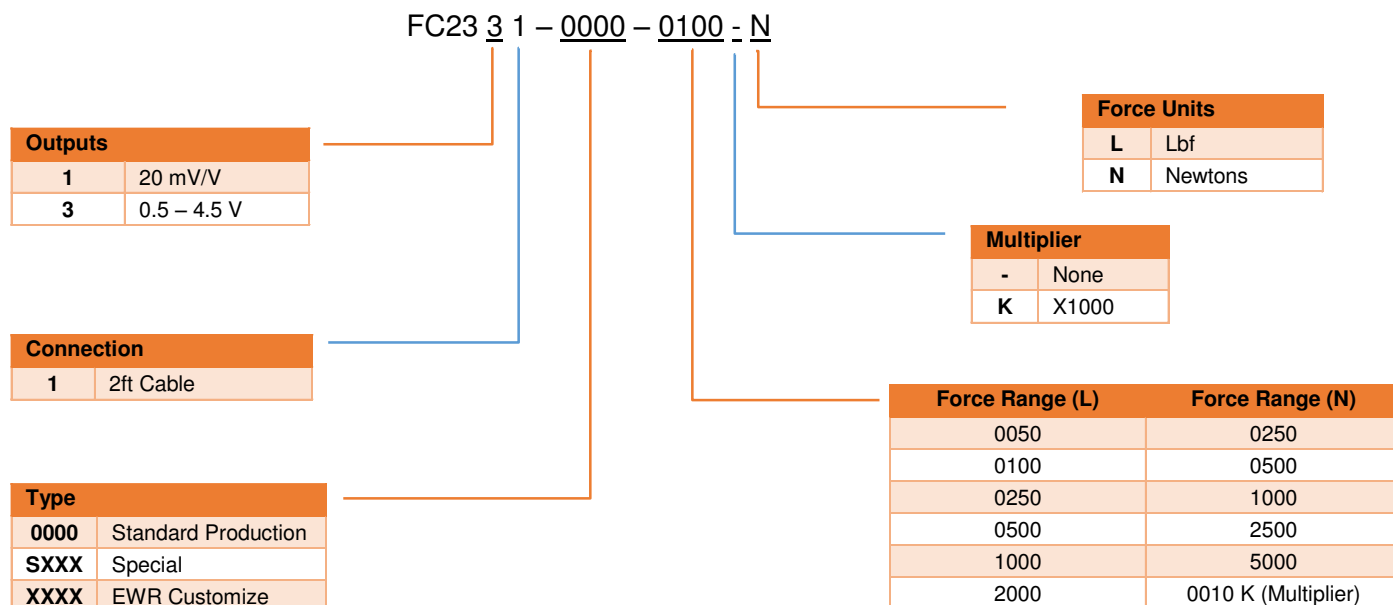 FC23 3 1 – 0000 – 0100 - N
Outputs
1 20 mV/V
3 0.5 – 4.5 V
Connection
1 2ft Cable
Type
0000 Standard Production
SXXX Special
XXXX EWR Customize
Force Units
L Lbf
N Newtons
Multiplier
- None
K X1000
Force Range (L) Force Range (N)
0050 0250
0100 0500
0250 1000
0500 2500
1000 5000
2000 0010 K (Multiplier)